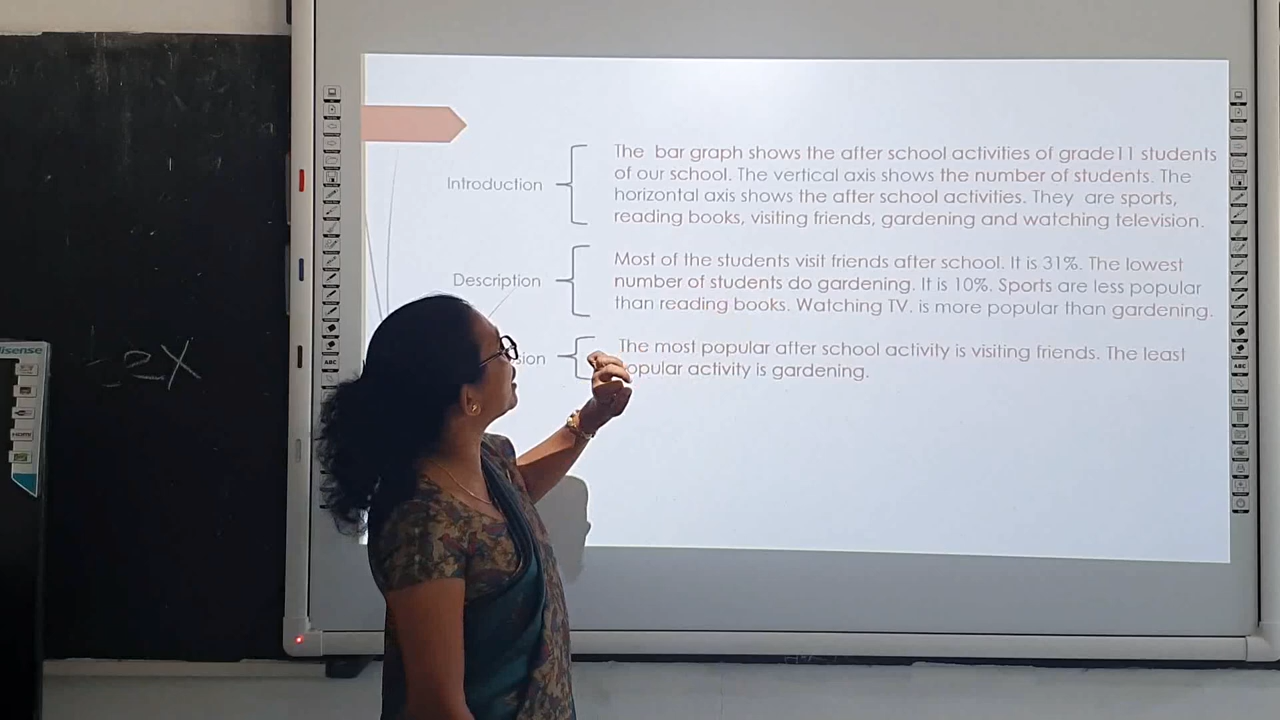 Introduction
The bar graph shows the after school activities of grade11 students
of our school. The vertical axis shows the number of students. The
horizontal axis shows the after school activities. They are sports,
reading books, visiting friends, gardening and watching television.
Description
Most of the students visit friends after school. It is 31%. The lowest
number of students do gardening. It is 10%. Sports are less popular
than reading books. Watching TV. is more popular than gardening.
The most popular after school activity is visiting friends. The least
activity is gardening.
HDMI
ABC
ABC